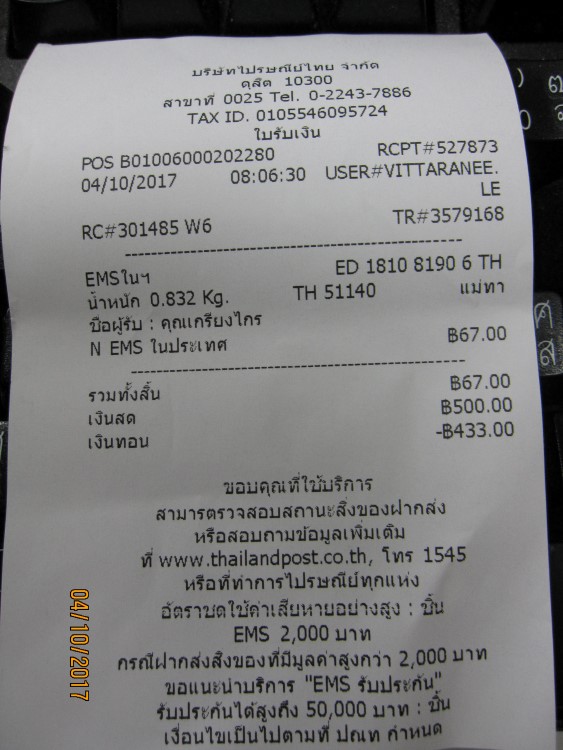 บริษัทไปรษณีย์ไทย จำกัด
ดุสิต 10300
สาขาที่ 0025 Tel. 0-2243-7886
TAX ID. 0105546095724
ใบรับเงิน
POS B01006000202280 RCPT#527873
04/10/2017 08:06:30 USER#VITTARANEE.
LE
RC#301485 W6 TR#3579168
EMSในฯ ED 1810 8190 6 TH
น้ำหนัก 0.832 Kg. TH 51140 แม่ทา
ชื่อผู้รับ : คุณเกรียงไกร
N EMS ในประเทศ ฿67.00
รวมทั้งสิ้น ฿67.00
เงินสด ฿500.00
เงินทอน -฿433.00
ขอบคุณที่ใช้บริการ
สามารตรวจสอบสถานะสิ่งของฝากส่ง
หรือสอบถามข้อมูลเพิ่มเติม
ที่ www.thailandpost.co.th, โทร 1545
หรือที่ทำการไปรษณีย์ทุกแห่ง
อัตราชดใช้ค่าเสียหายอย่างสูง : ชิ้น
EMS 2,000 บาท
กรณีฝากส่งสิ่งของที่มีมูลค่าสูงกว่า 2,000 บาท
ขอแนะนำบริการ "EMS รับประกัน"
รับประกันได้สูงถึง 50,000 บาท : ชิ้น
เงื่อนไขเป็นไปตามที่ ปณท กำหนด
04/10/2017